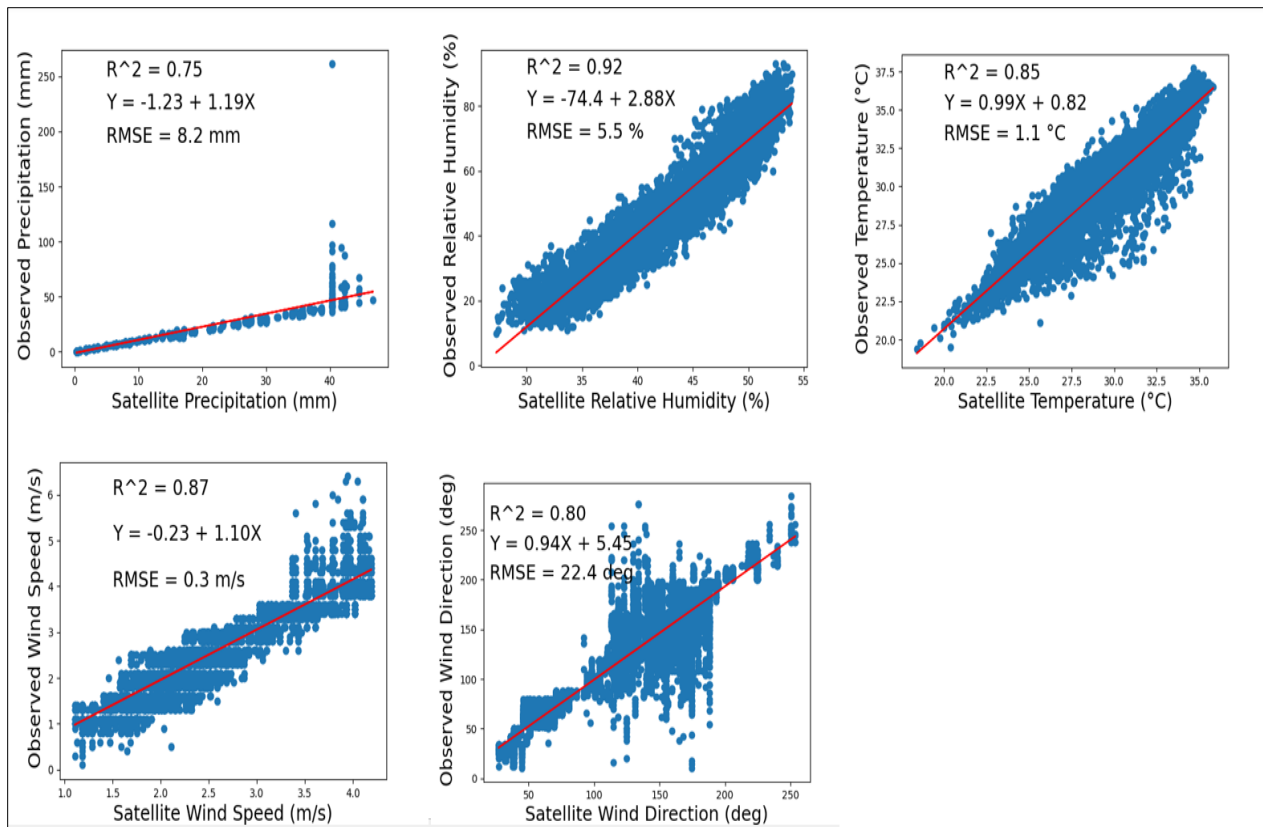 Observed Precipitation (mm)
R^2 = 0.75
Y = -1.23 + 1.19X
RMSE = 8.2 mm
250
200
150
100
50
0
0 10 20 30 40
Satellite Precipitation (mm)
Observed Relative Humidity (%)
R^2 = 0.92
Y = -74.4 + 2.88X
RMSE = 5.5 %
80
60
40
20
0
30 35 40 45 50 55
Satellite Relative Humidity (%)
Observed Temperature (°C)
R^2 = 0.85
Y = 0.99X + 0.82
RMSE = 1.1 °C
37.5
35.0
32.5
30.0
27.5
25.0
22.5
20.0
20.0 22.5 25.0 27.5 30.0 32.5 35.0
Satellite Temperature (°C)
Observed Wind Speed (m/s)
R^2 = 0.87
Y = -0.23 + 1.10X
RMSE = 0.3 m/s
6
5
4
3
2
1
0
1.0 1.5 2.0 2.5 3.0 3.5 4.0
Satellite Wind Speed (m/s)
Observed Wind Direction (deg)
R^2 = 0.80
Y = 0.94X + 5.45
RMSE = 22.4 deg
250
200
150
100
50
0
50 100 150 200 250
Satellite Wind Direction (deg)